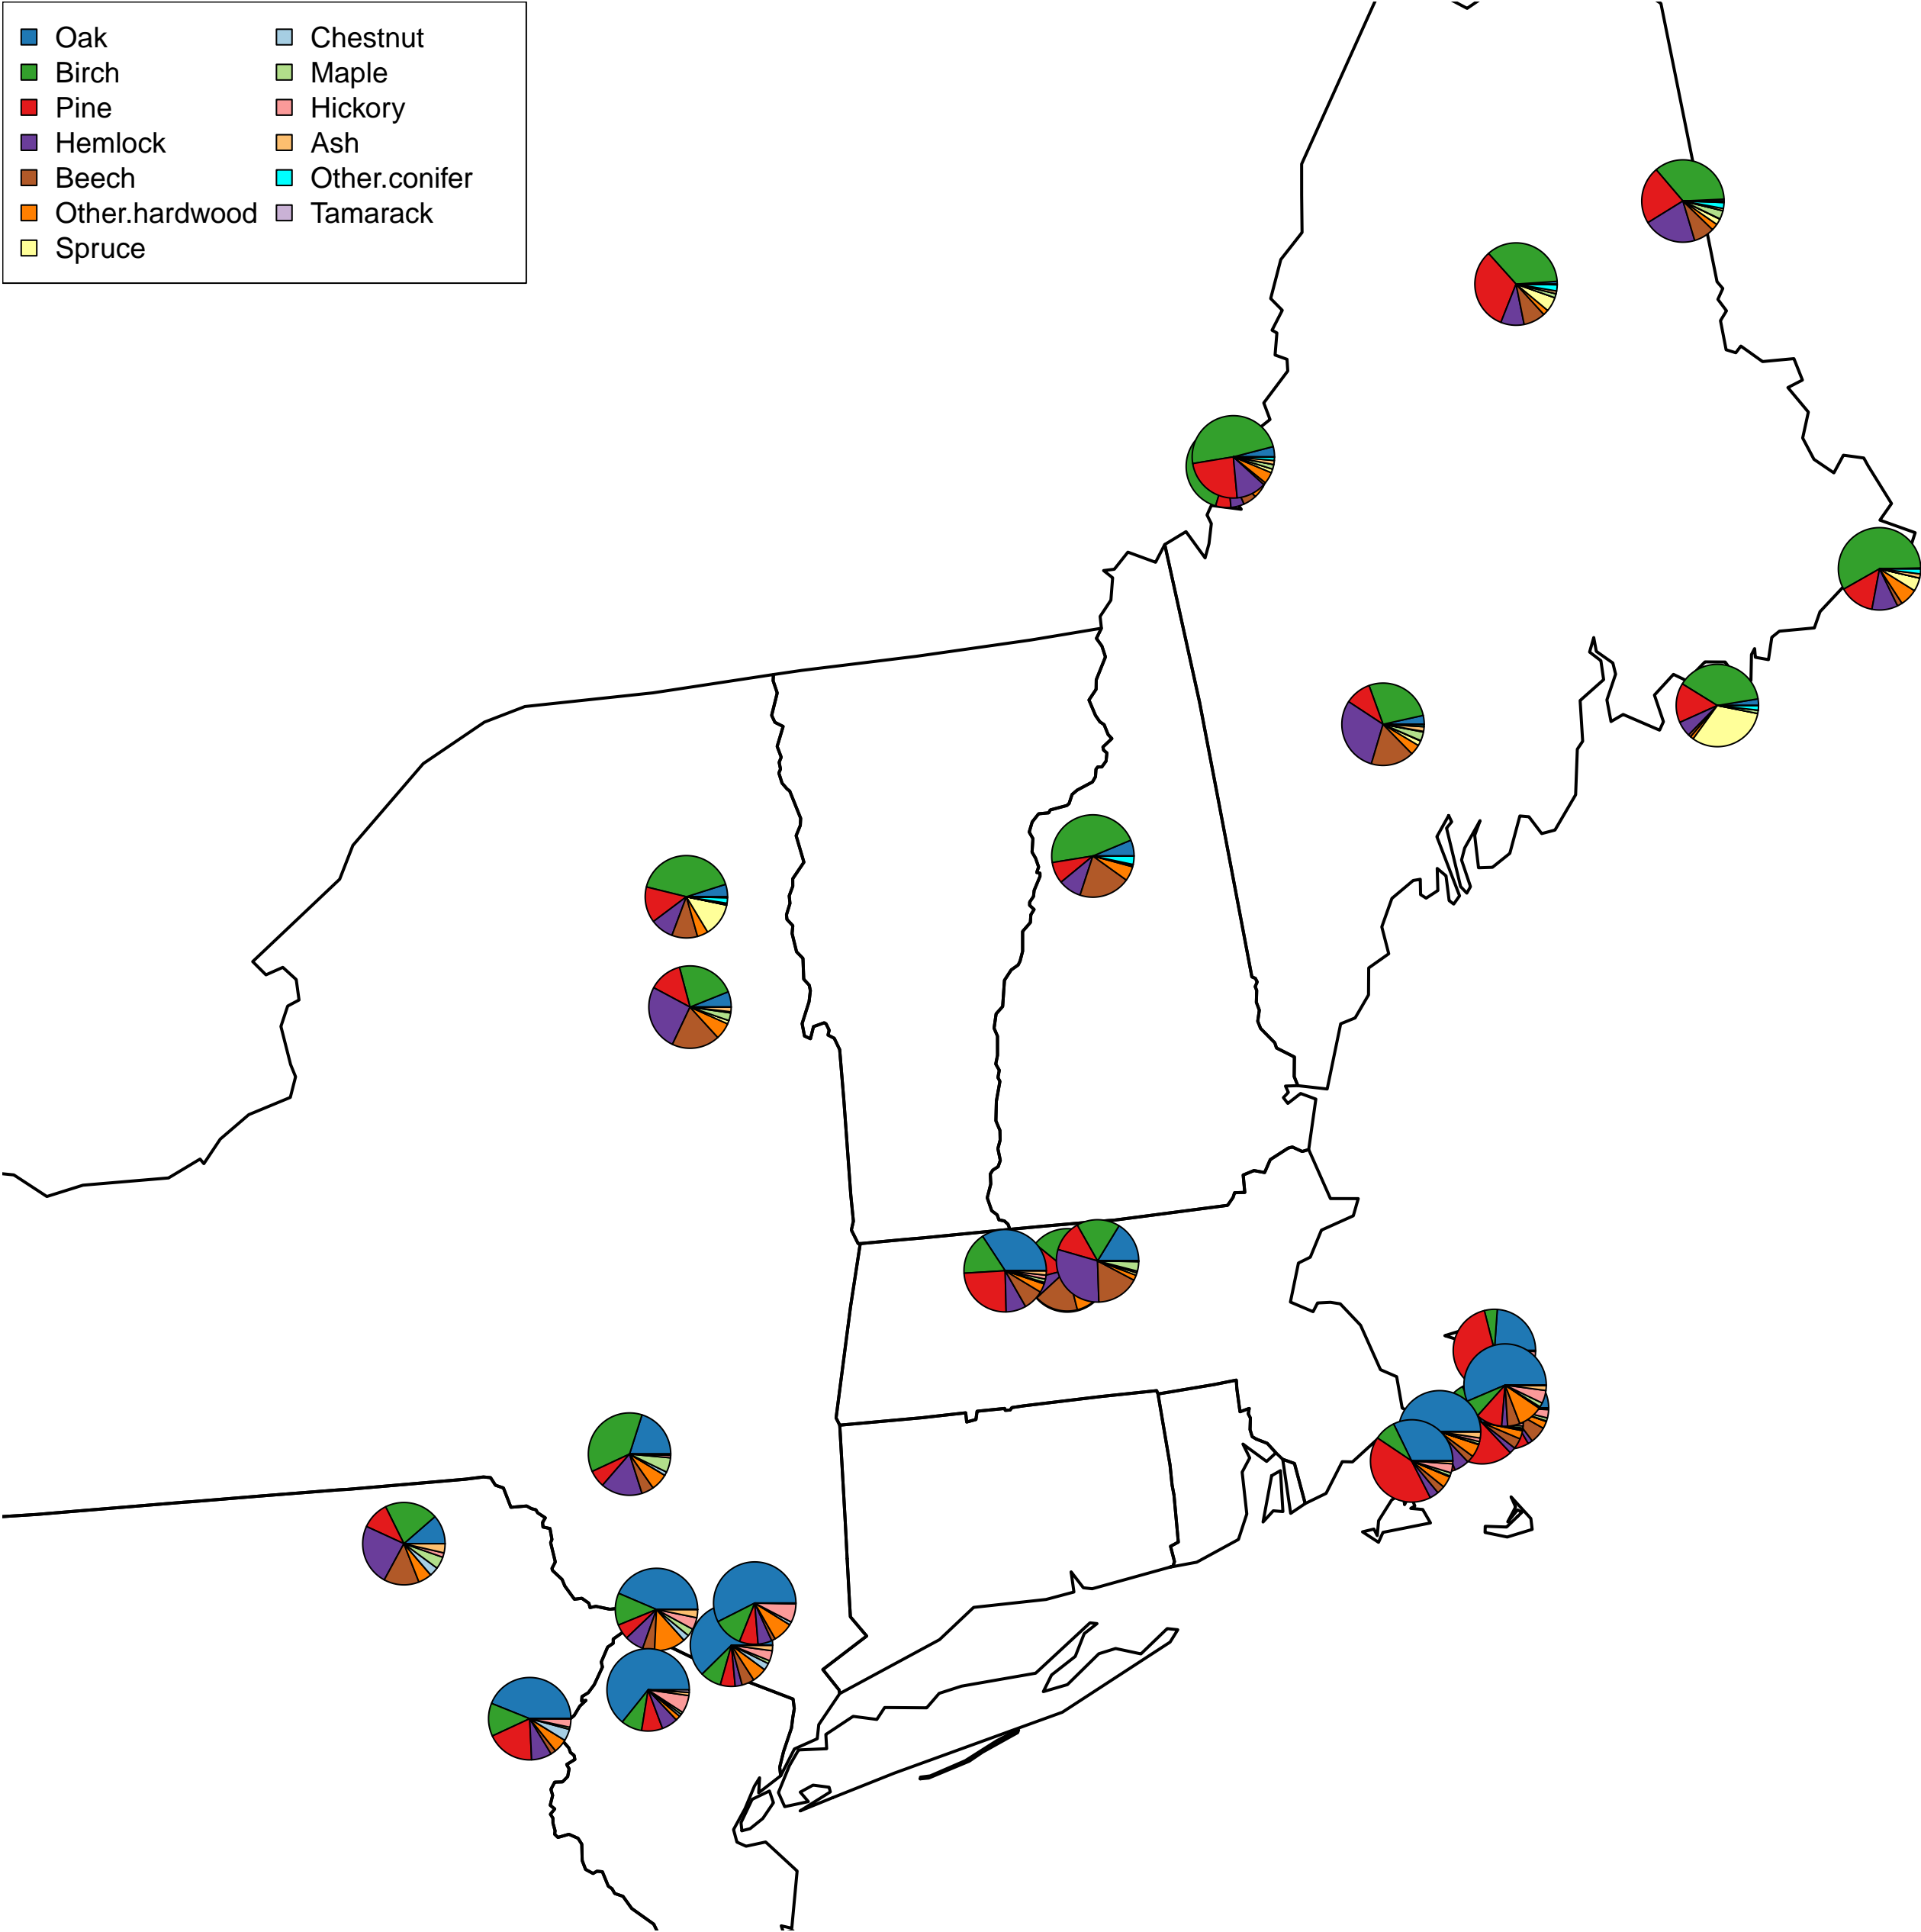 Oak
Birch
Pine
Hemlock
Beech
Other.hardwood
Spruce
Chestnut
Maple
Hickory
Ash
Other.conifer
Tamarack